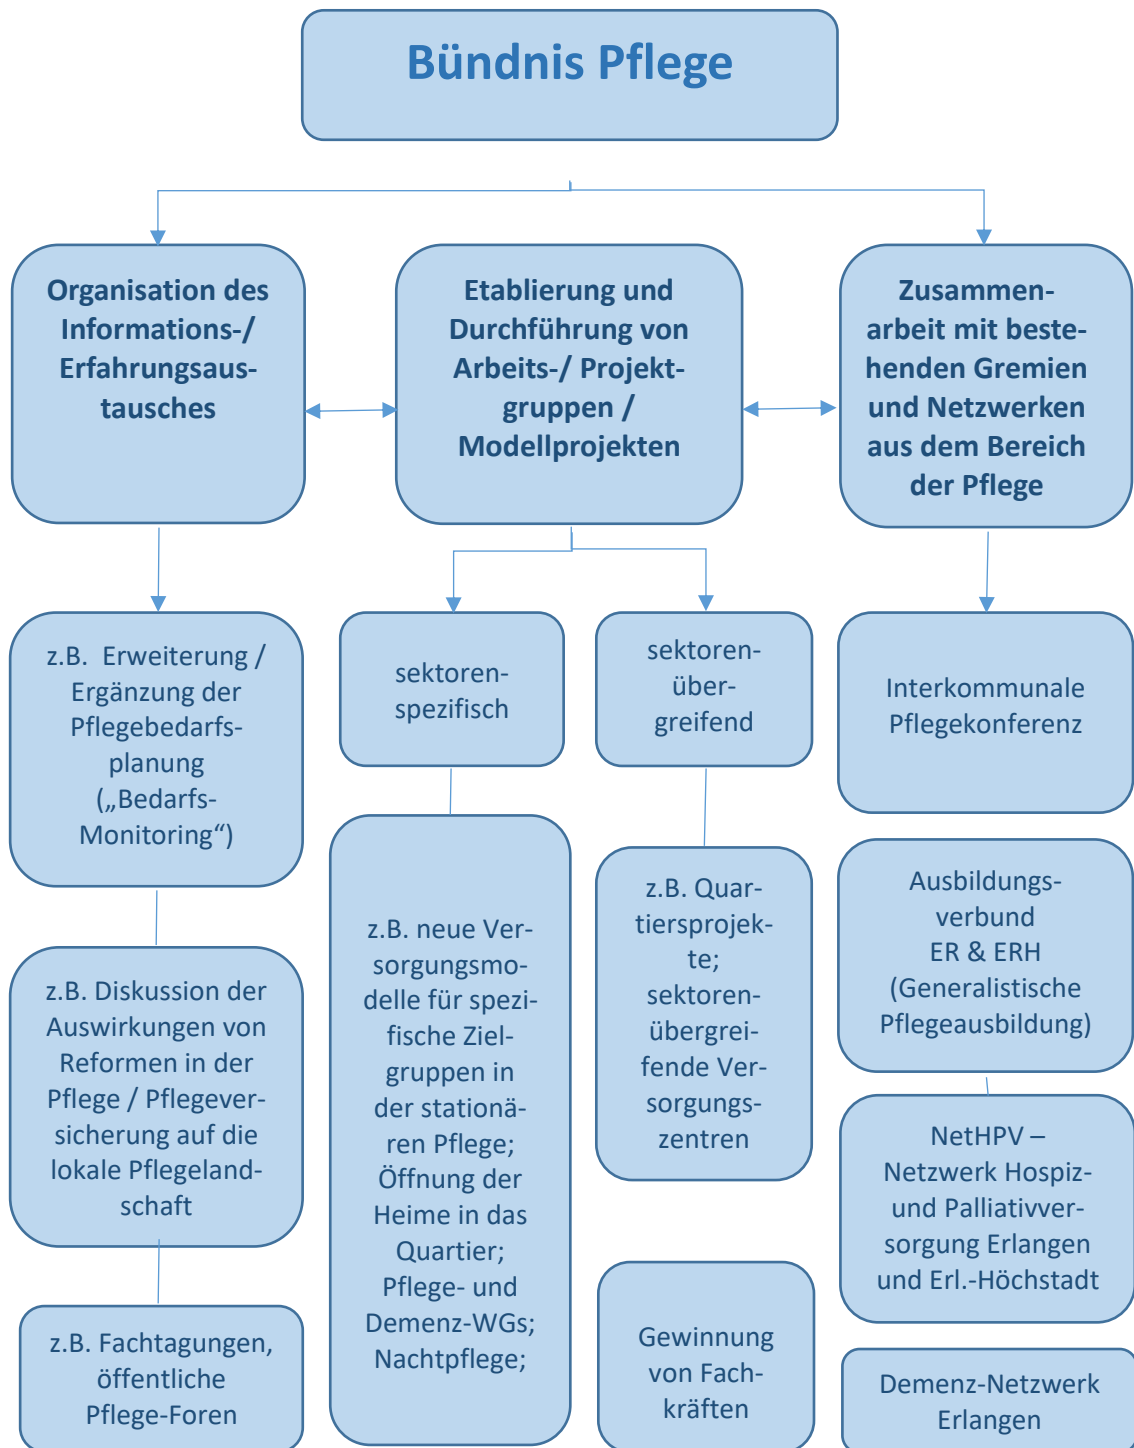 Bündnis Pflege
Organisation des
Informations-/
Erfahrungsaus-
tausches
Etablierung und
Durchführung von
Arbeits-/ Projekt-
gruppen /
Modellprojekten
Zusammen-
arbeit mit beste-
henden Gremien
und Netzwerken
aus dem Bereich
der Pflege
z.B. Erweiterung /
Ergänzung der
Pflegebedarfs-
planung
(„Bedarfs-
Monitoring“)
sektoren-
spezifisch
sektoren-
über-
greifend
Interkommunale
Pflegekonferenz
z.B. Diskussion der
Auswirkungen von
Reformen in der
Pflege / Pflegever-
sicherung auf die
lokale Pflegeland-
schaft
z.B. neue Ver-
sorgungsmo-
delle für spezi-
fische Ziel-
gruppen in
der stationä-
ren Pflege;
Öffnung der
Heime in das
Quartier;
Pflege- und
Demenz-WGs;
Nachtpflege;
z.B. Quar-
tiersprojek-
te;
sektoren-
übergrei-
fende Ver-
sorgungs-
zentren
Ausbildungs-
verbund
ER & ERH
(Generalistische
Pflegeausbildung)
NetHPV –
Netzwerk Hospiz-
und Palliativver-
sorgung Erlangen
und Erl.-Höchstadt
z.B. Fachtagungen,
öffentliche
Pflege-Foren
Gewinnung
von Fach-
kräften
Demenz-Netzwerk
Erlangen